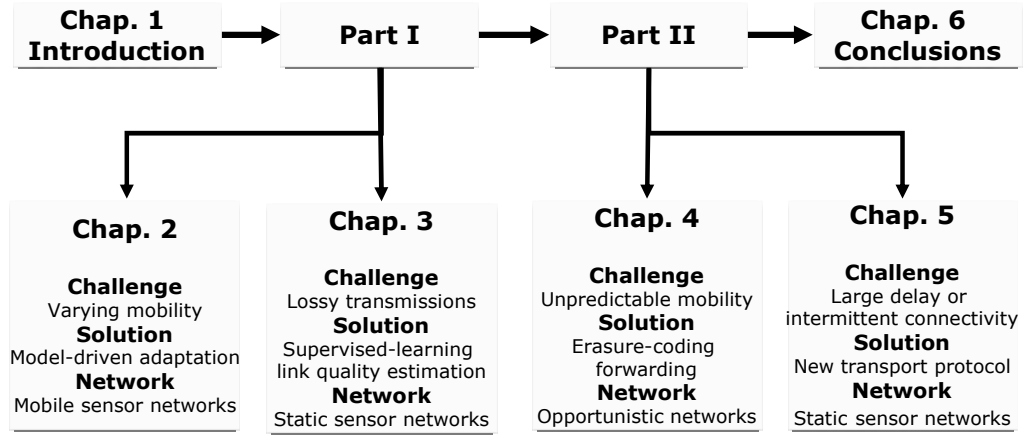 Chap. 1
Introduction
Part I
Part II
Chap. 6
Conclusions
Chap. 2
Challenge
Varying mobility
Solution
Model-driven adaptation
Network
Mobile sensor networks
Chap. 3
Challenge
Lossy transmissions
Solution
Supervised-learning
link quality estimation
Network
Static sensor networks
Chap. 4
Challenge
Unpredictable mobility
Solution
Erasure-coding
forwarding
Network
Opportunistic networks
Chap. 5
Challenge
Large delay or
intermittent connectivity
Solution
New transport protocol
Network
Static sensor networks